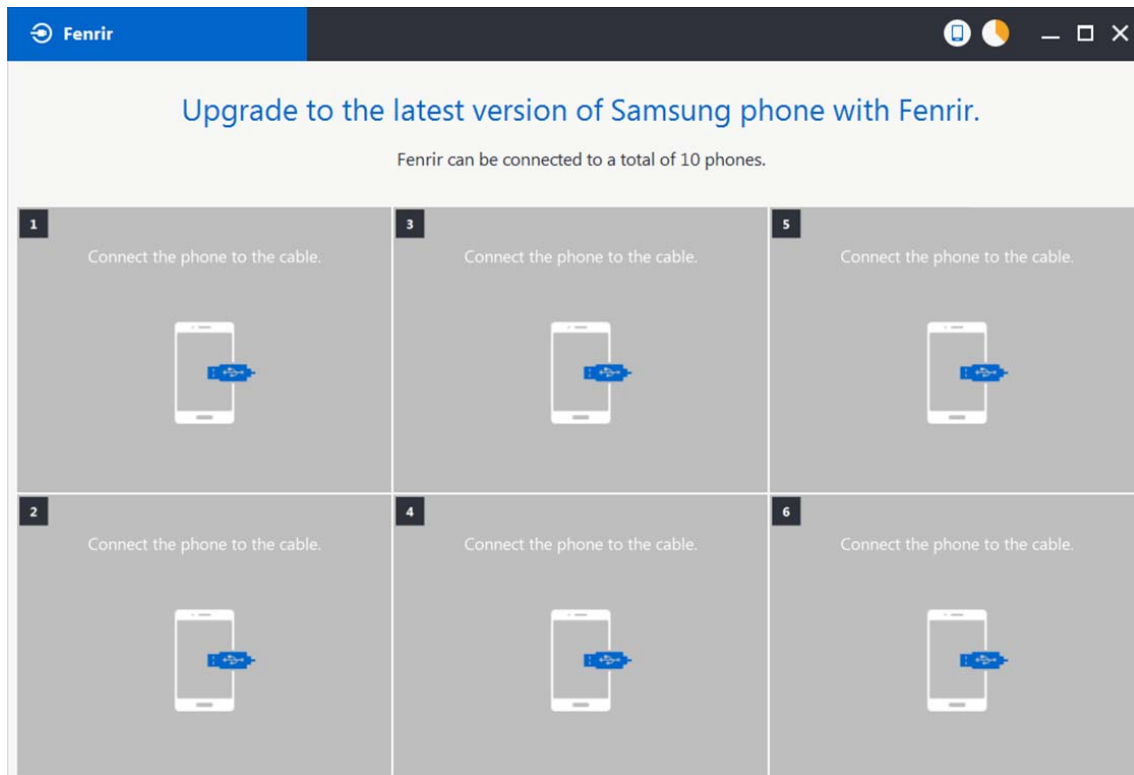 Fenrir
Upgrade to the latest version of Samsung phone with Fenrir.
Fenrir can be connected to a total of 10 phones.
1
Connect the phone to the cable.
3
Connect the phone to the cable.
5
Connect the phone to the cable.
2
Connect the phone to the cable.
4
Connect the phone to the cable.
6
Connect the phone to the cable.